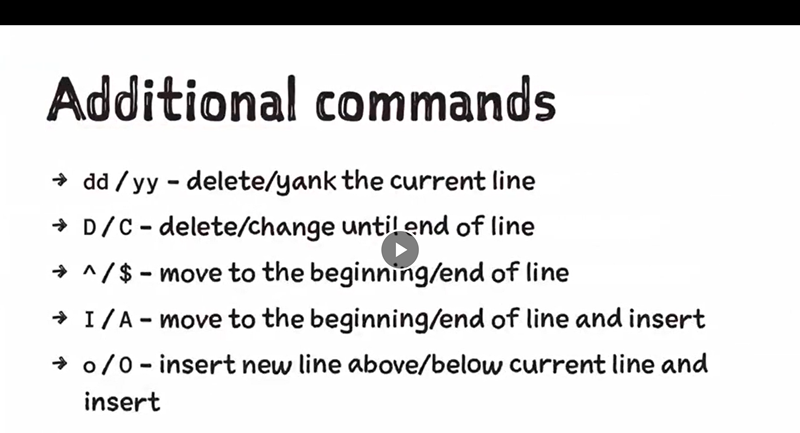 Additional commands
→ dd / yy – delete/yank the current line
→ D / C – delete/change until end of line
→ ^ / $ – move to the beginning/end of line
→ I / A – move to the beginning/end of line and insert
→ o / O – insert new line above/below current line and
insert